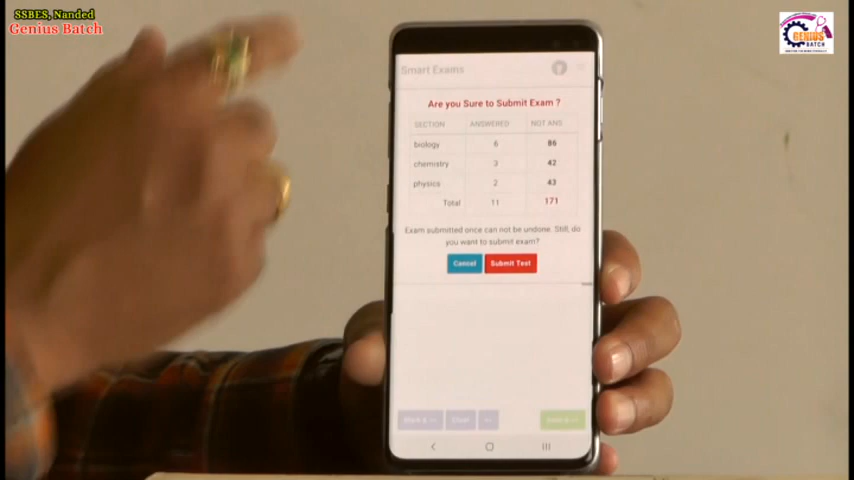 SSBES, Nanded
Genius Batch
GENIUS
BATCH
Smart Exams
Are you Sure to Submit Exam ?
SECTION ANSWERED NOT ANS
biology 6 86
chemistry 3 42
physics 2 43
Total 11 171
Exam submitted once can not be undone. Still, do
you want to submit exam?
Cancel Submit Test
Clear